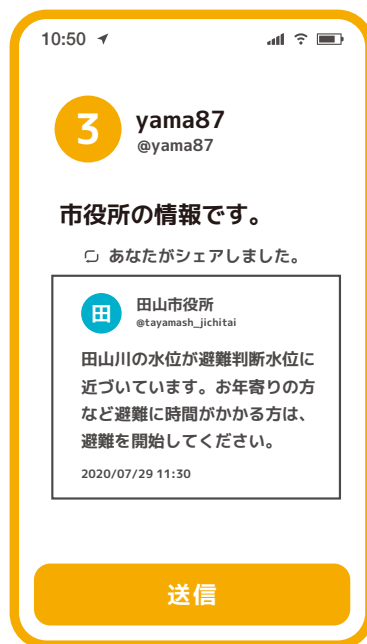 10:50
3
yama87
@yama87
市役所の情報です。
あなたがシェアしました。
田
田山市役所
@tayamash_jichitai
田山川の水位が避難判断水位に
近づいています。お年寄りの方
など避難に時間がかかる方は、
避難を開始してください。
2020/07/29 11:30
送信